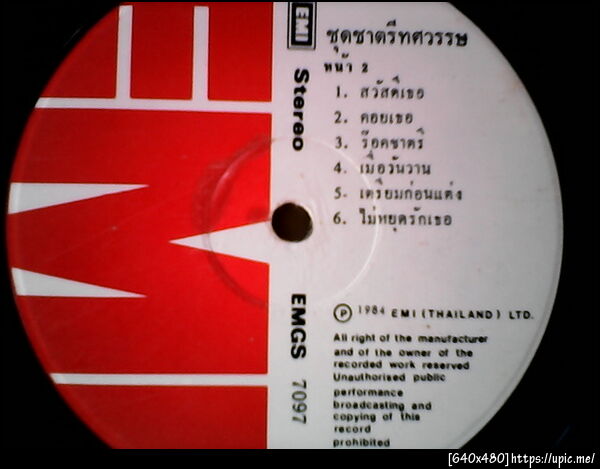 EMI
ชุดชาตรีทศวรรษ
หน้า 2
Stereo
1. สวัสดีเธอ
2. คอยเธอ
3. ร๊อคชาตรี
4. เมื่อวันวาน
5. เตรียมก่อนแต่ง
6. ไม่หยุดรักเธอ
EMGS 7097
Ⓟ 1984 EMI (THAILAND) LTD.
All right of the manufacturer
and of the owner of the
recorded work reserved
Unauthorised public
performance
broadcasting and
copying of this
record
prohibited
[640x480]https://upic.me/